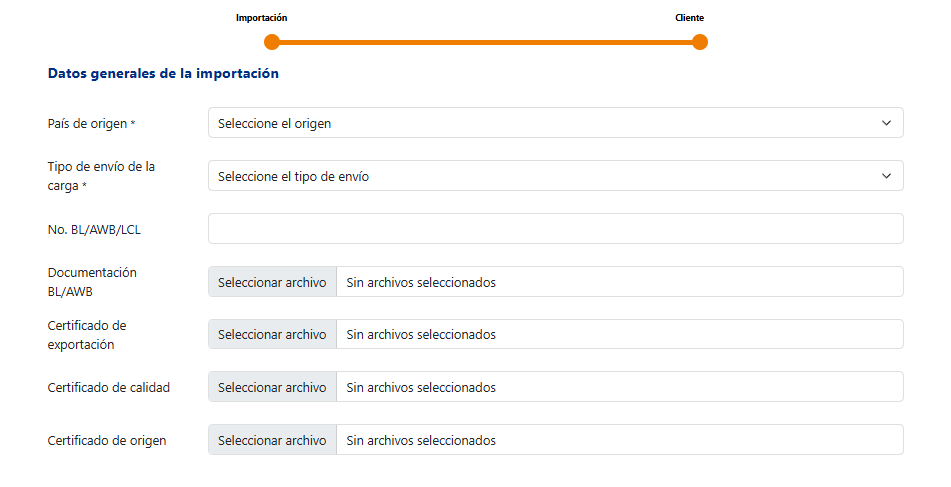 Importación
Cliente
Datos generales de la importación
País de origen *
Seleccione el origen
Tipo de envío de la
carga *
Seleccione el tipo de envío
No. BL/AWB/LCL
Documentación
BL/AWB
Seleccionar archivo
Sin archivos seleccionados
Certificado de
exportación
Seleccionar archivo
Sin archivos seleccionados
Certificado de calidad
Seleccionar archivo
Sin archivos seleccionados
Certificado de origen
Seleccionar archivo
Sin archivos seleccionados